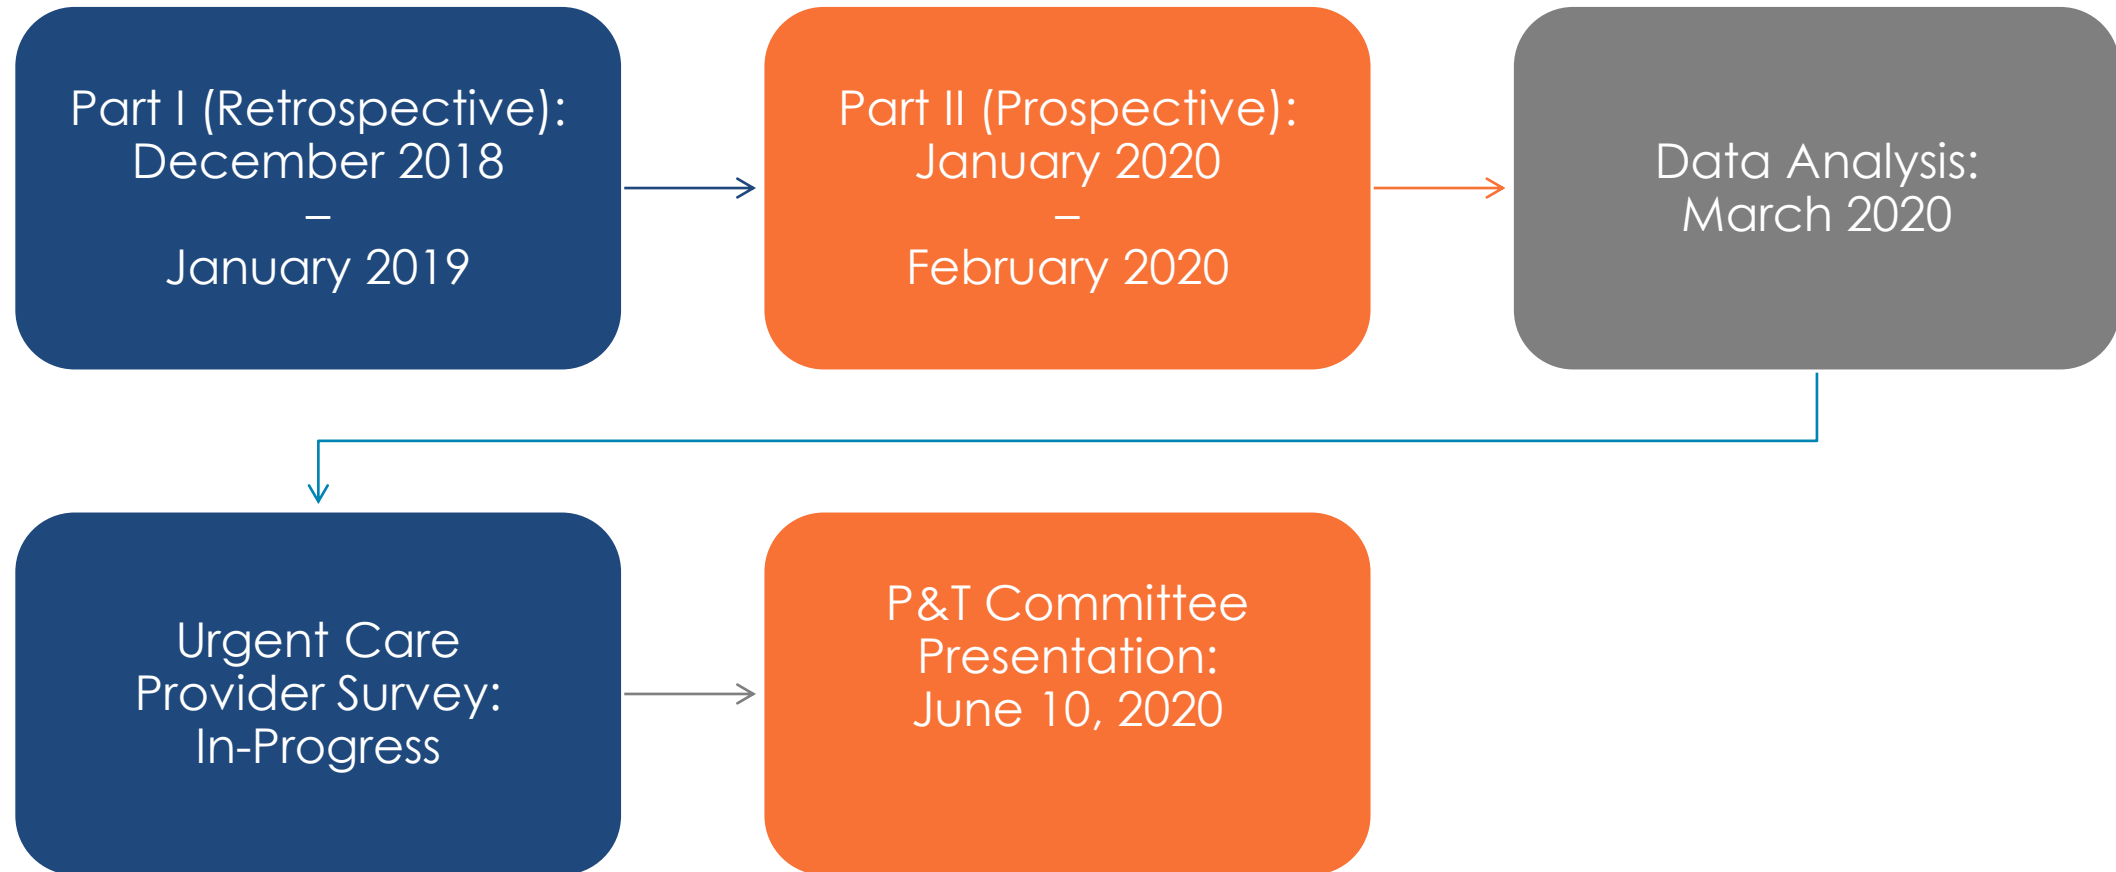 Part I (Retrospective):
December 2018
–
January 2019
Part II (Prospective):
January 2020
–
February 2020
Data Analysis:
March 2020
Urgent Care
Provider Survey:
In-Progress
P&T Committee
Presentation:
June 10, 2020